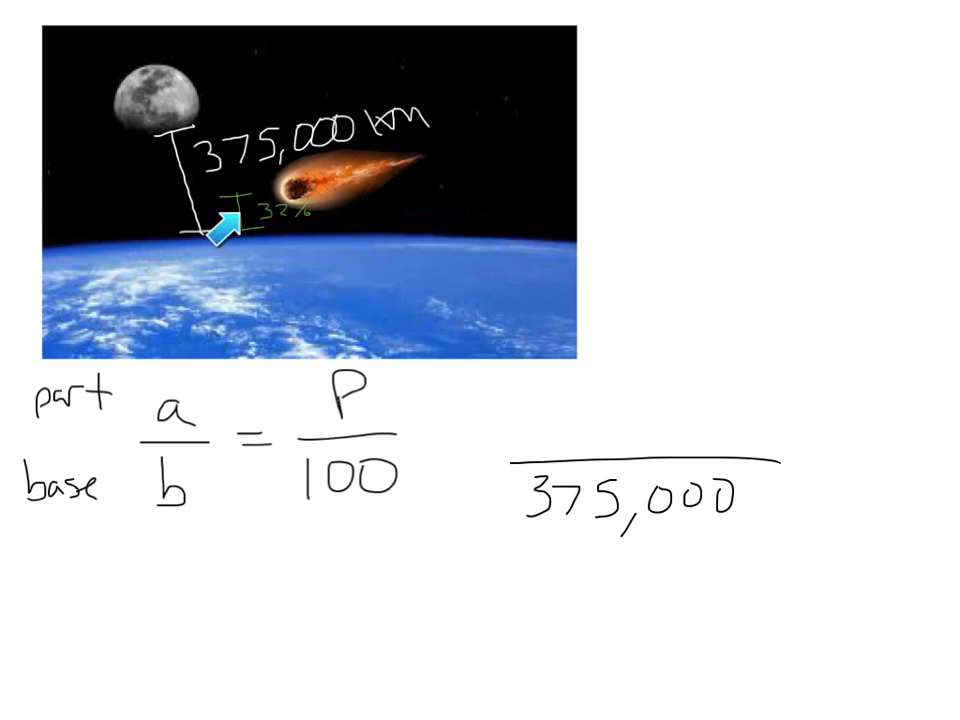 375,000 km
32%
part a/b = P/100
base
375,000